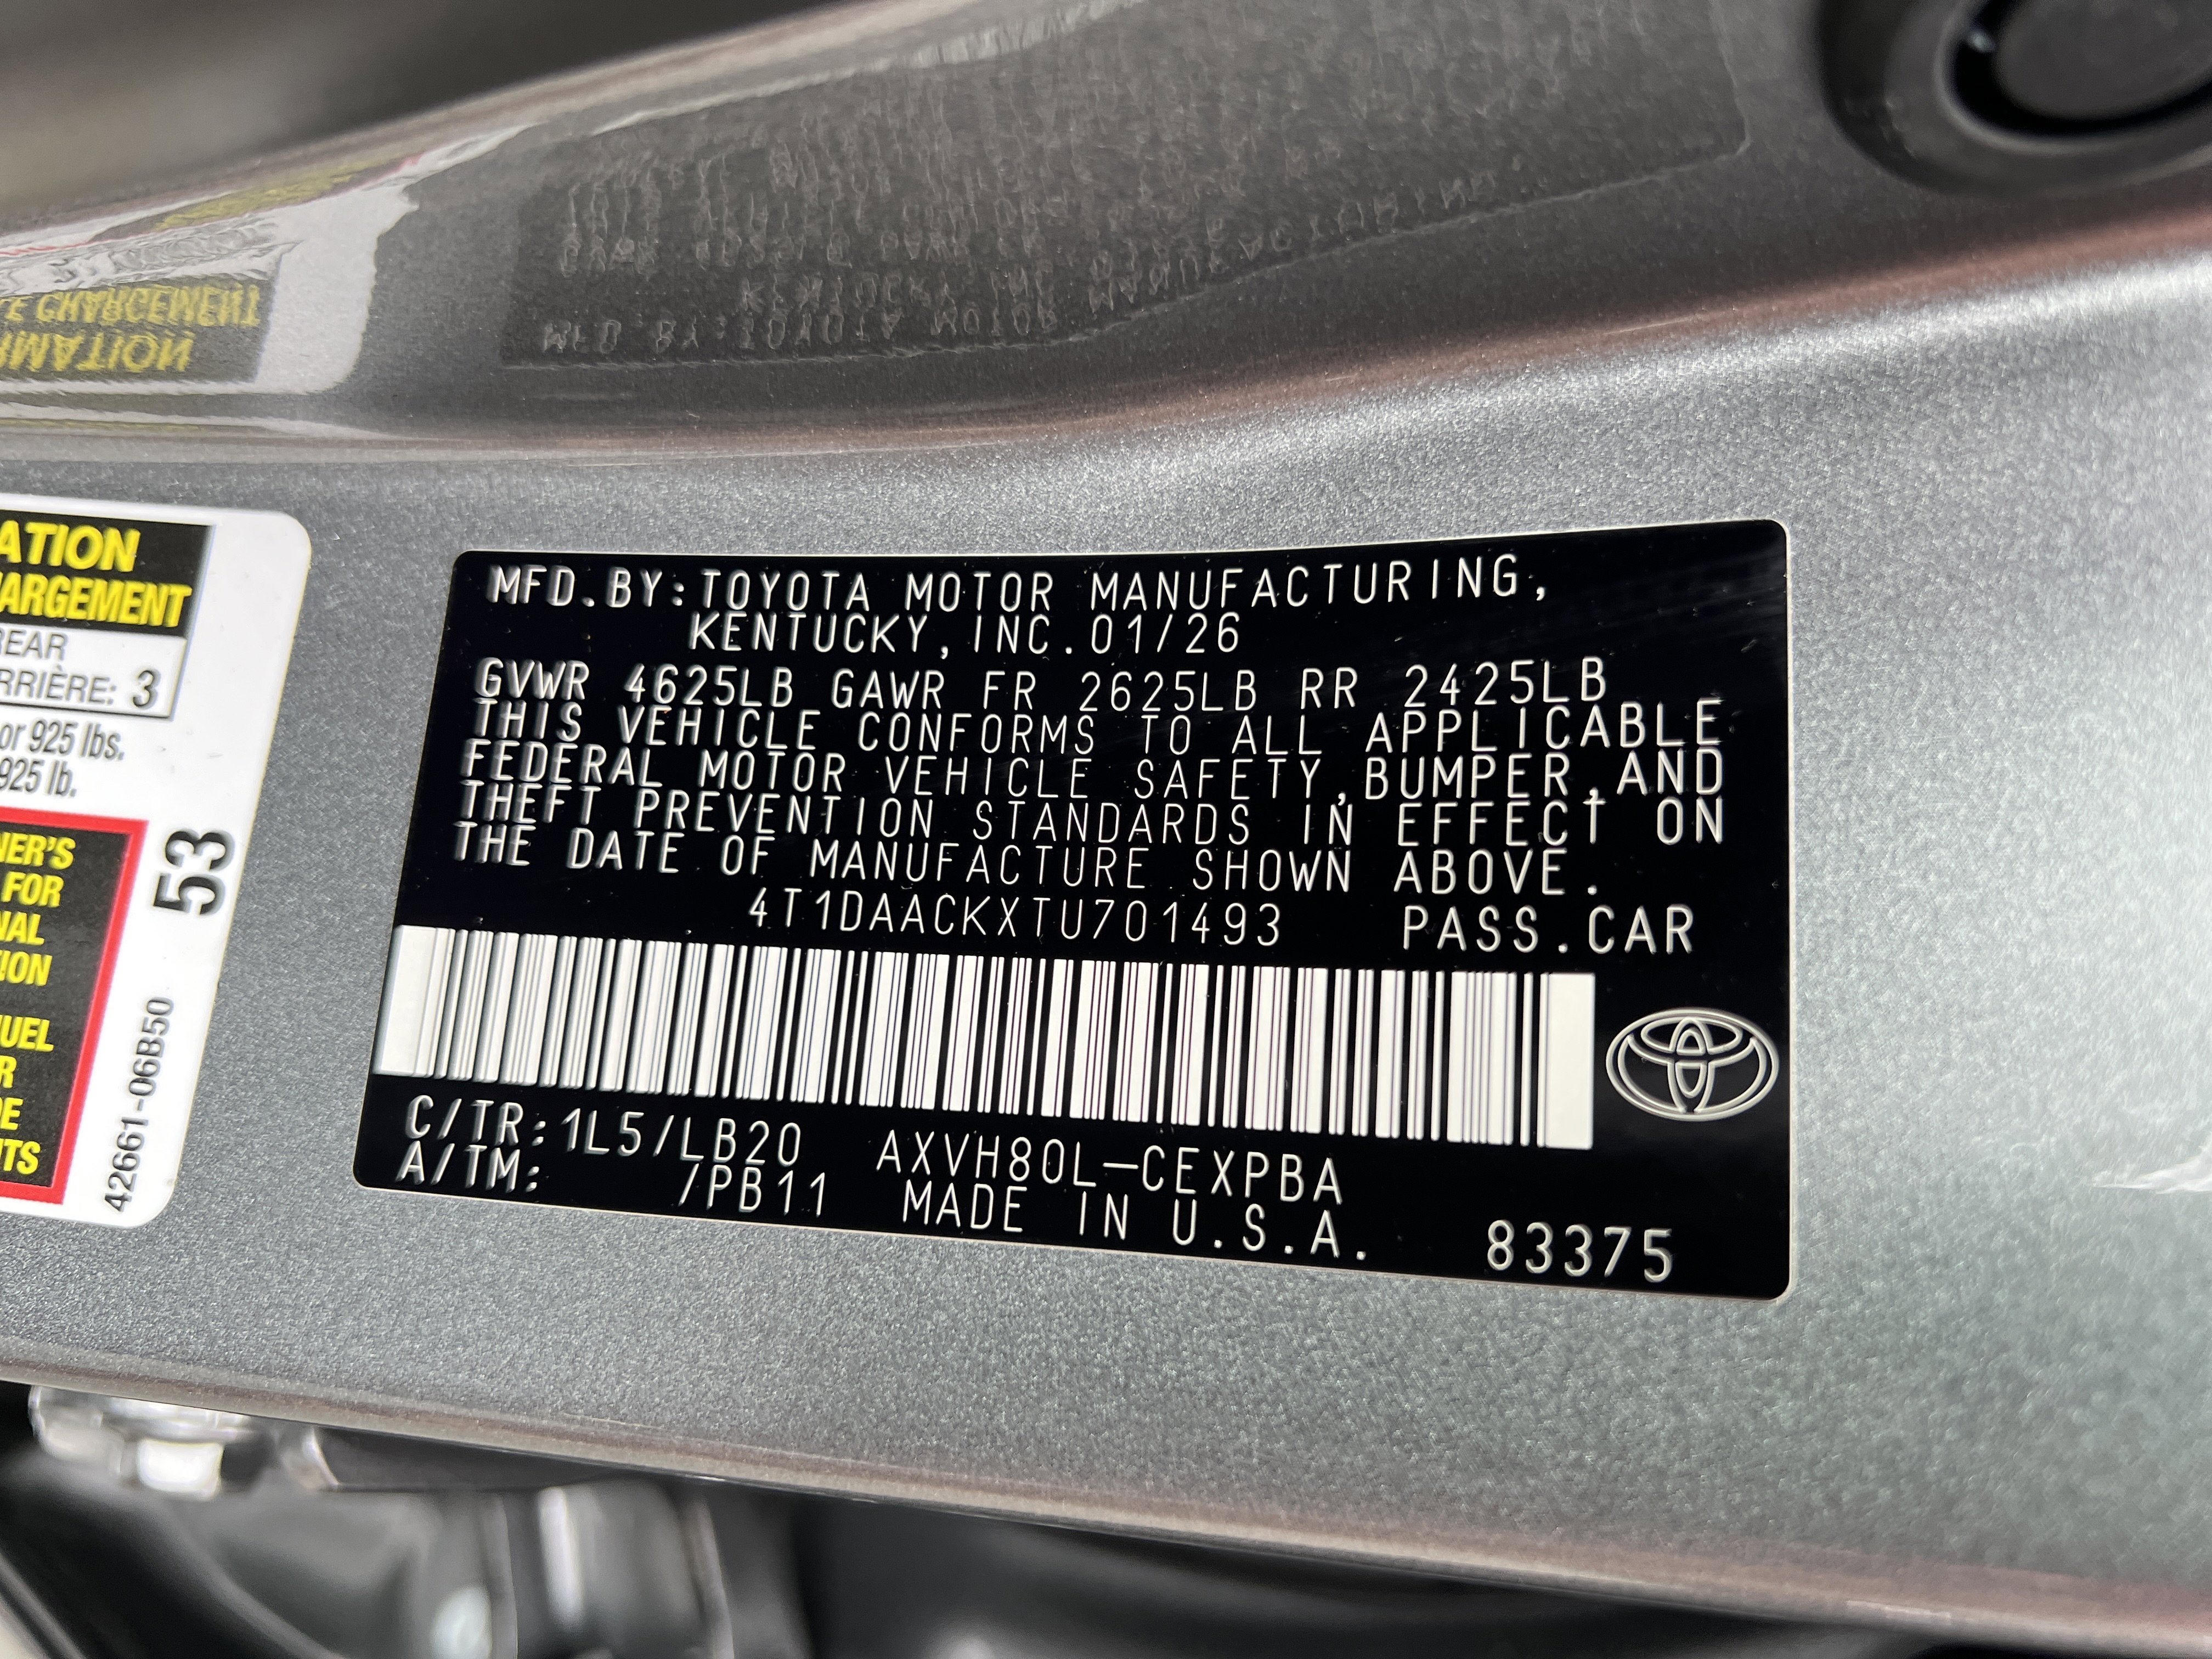 MFD.BY:TOYOTA MOTOR MANUFACTURING,
KENTUCKY, INC.01/26
GVWR 4625LB GAWR FR 2625LB RR 2425LB
THIS VEHICLE CONFORMS TO ALL APPLICABLE
FEDERAL MOTOR VEHICLE SAFETY,BUMPER,AND
THEFT PREVENTION STANDARDS IN EFFECT ON
THE DATE OF MANUFACTURE SHOWN ABOVE.
4T1DAACKXTU701493 PASS.CAR
C/TR:1L5/LB20 AXVH80L-CEXPBA
A/TM: /PB11 MADE IN U.S.A. 83375
REAR
3
or 925 lbs.
925 lb.
FOR
53
42661-06B50